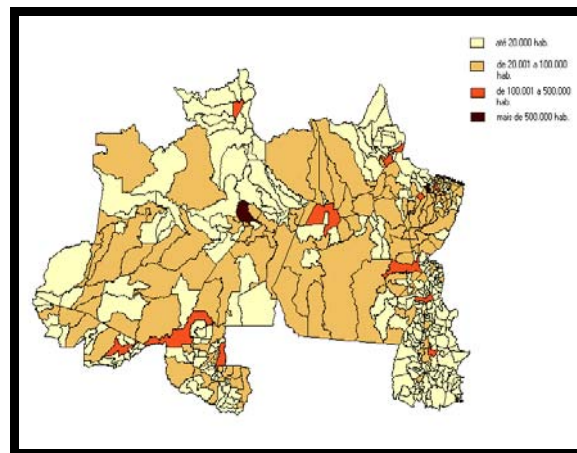 até 20.000 hab.
de 20.001 a 100.000
hab.
de 100.001 a 500.000
hab.
mais de 500.000 hab.